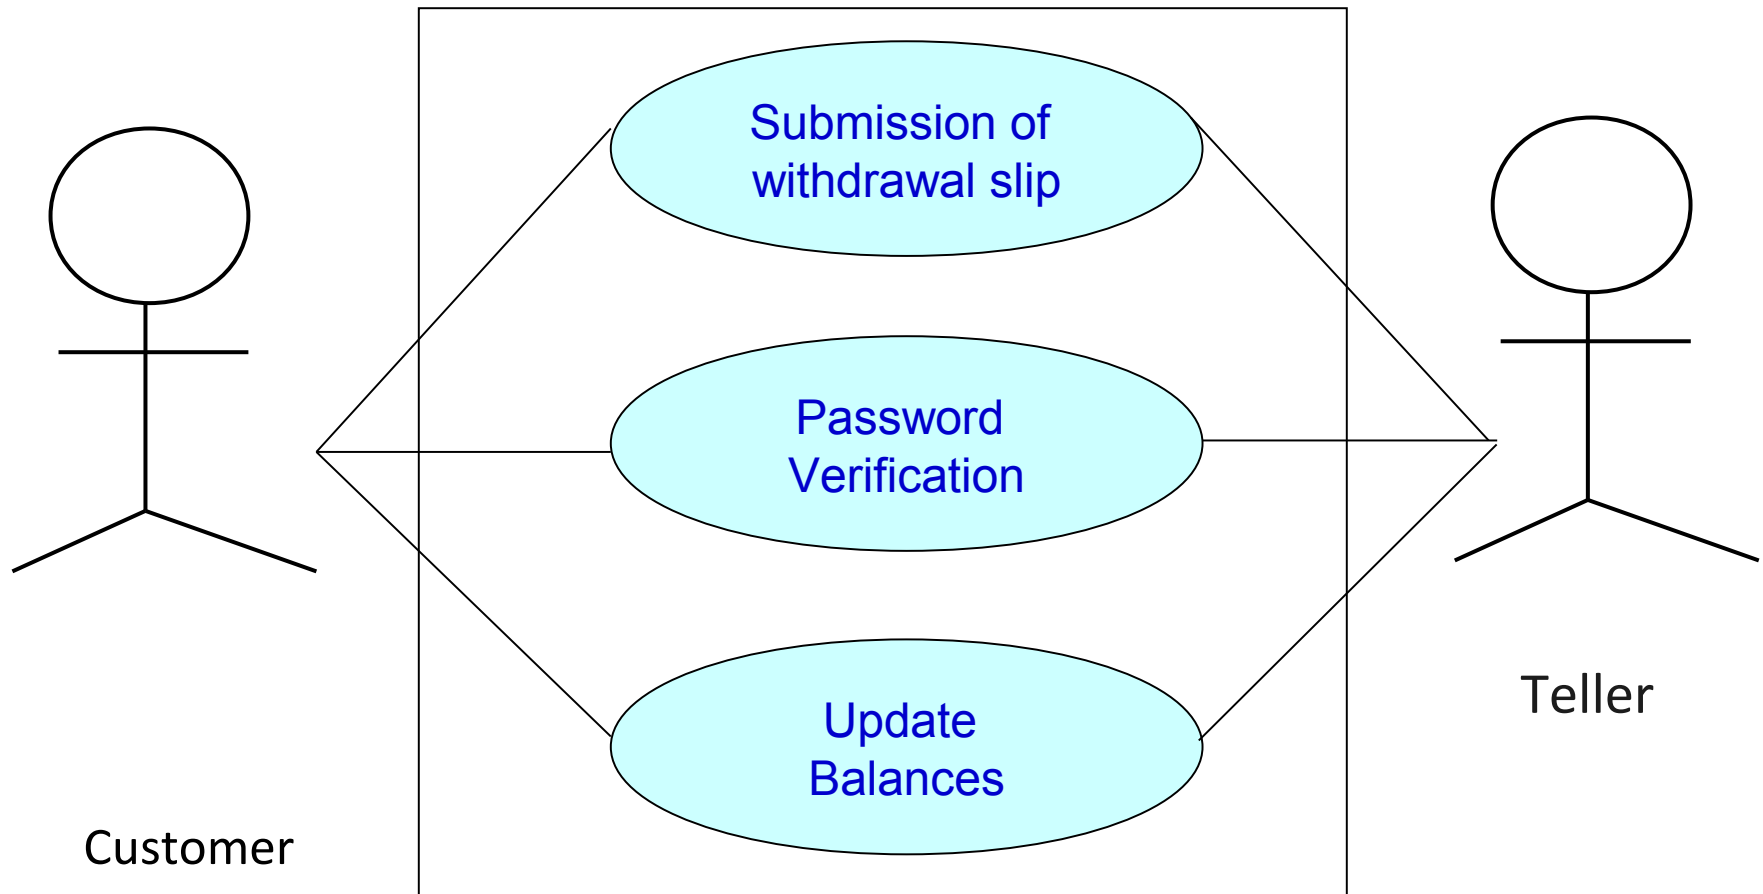 Submission of
withdrawal slip
Password
Verification
Update
Balances
Teller
Customer